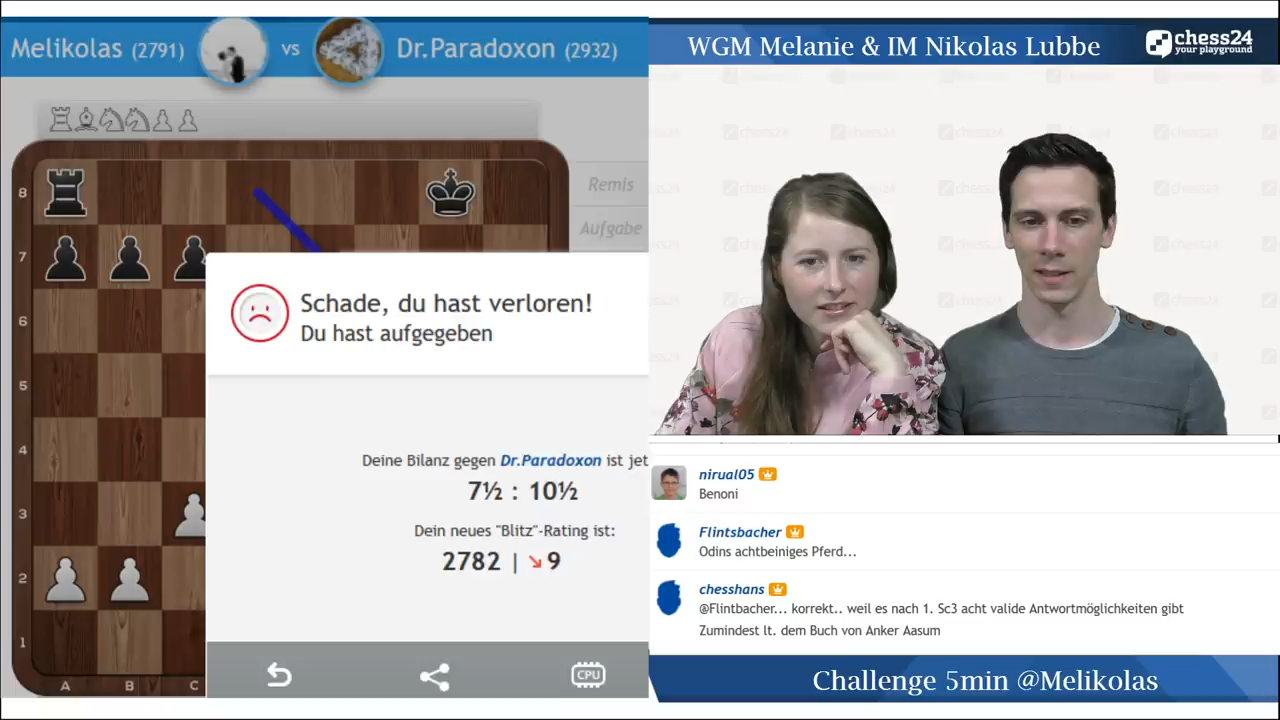 Melikolas (2791) vs Dr.Paradoxon (2932)
WGM Melanie & IM Nikolas Lubbe
chess24
your playground
8
Remis
Aufgabe
7
Schade, du hast verloren!
Du hast aufgegeben
6
5
4
Deine Bilanz gegen Dr.Paradoxon ist jet
7½ : 10½
3
Dein neues "Blitz"-Rating ist:
2782 | ↘9
2
1
CPU
A B C
nirual05
Benoni
Flintsbacher
Odins achtbeiniges Pferd...
chesshans
@Flintbacher... korrekt.. weil es nach 1. Sc3 acht valide Antwortmöglichkeiten gibt
Zumindest lt. dem Buch von Anker Aasum
Challenge 5min @Melikolas